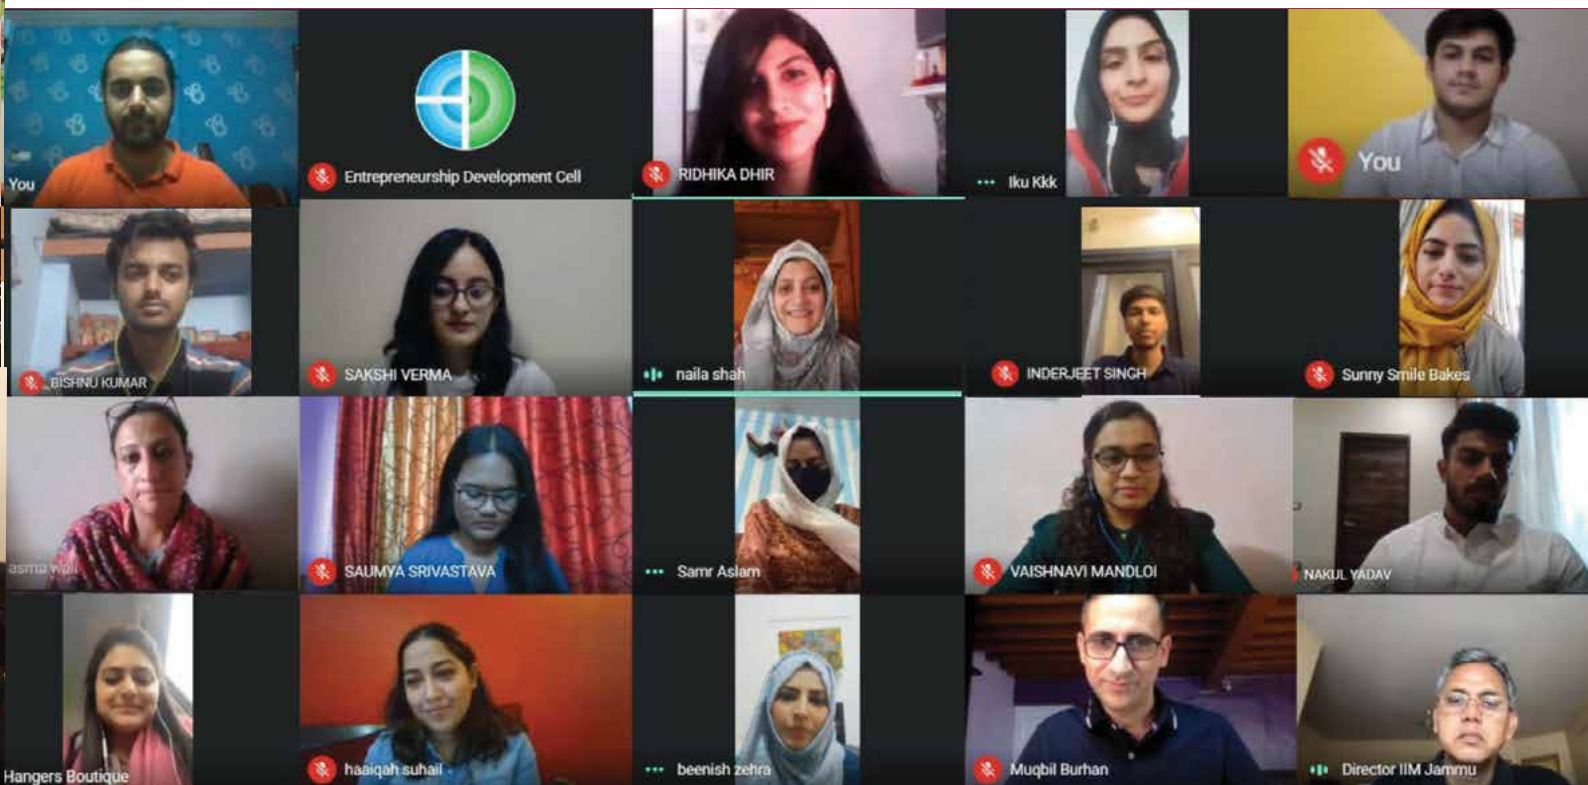 You
Entrepreneurship Development Cell
RIDHIKA DHIR
Iku Kkk
You
BISHNU KUMAR
SAKSHI VERMA
naila shah
INDERJEET SINGH
Sunny Smile Bakes
asma wali
SAUMYA SRIVASTAVA
Samr Aslam
VAISHNAVI MANDLOI
NAKUL YADAV
Hangers Boutique
haaiqah suhail
beenish zehra
Muqbil Burhan
Director IIM Jammu